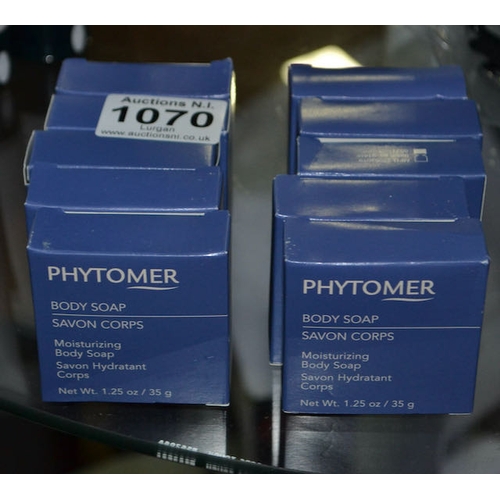 Auctions N.I.
1070
Lurgan
www.auctionsni.co.uk
PHYTOMER
BODY SOAP
SAVON CORPS
Moisturizing
Body Soap
Savon Hydratant
Corps
Net Wt. 1.25 oz / 35 g
PHYTOMER
BODY SOAP
SAVON CORPS
Moisturizing
Body Soap
Savon Hydratant
Corps
Net Wt. 1.25 oz / 35 g